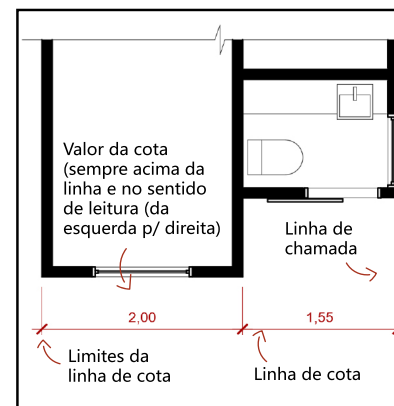 Valor da cota
(sempre acima da
linha e no sentido
de leitura (da
esquerda p/ direita)
Linha de
chamada
2,00
1,55
Limites da
linha de cota
Linha de cota